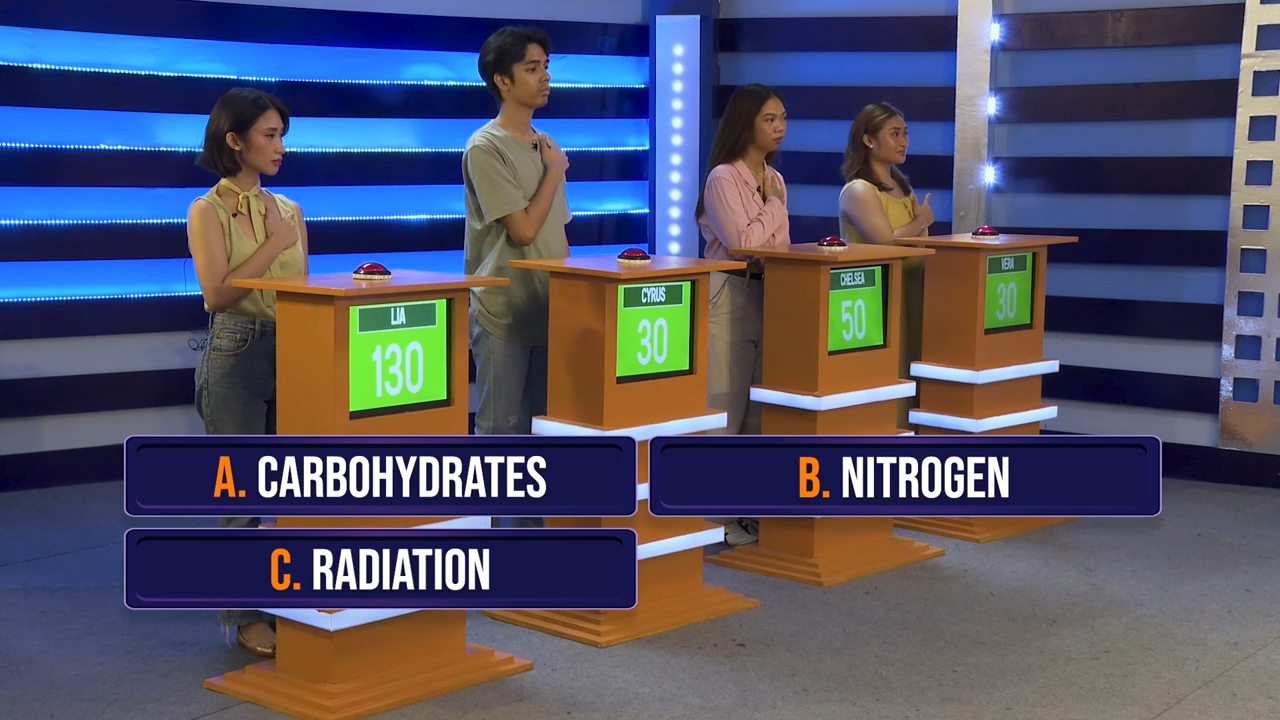 LIA
130
CYRUS
30
CHELSEA
50
VERA
30
A. CARBOHYDRATES
B. NITROGEN
C. RADIATION